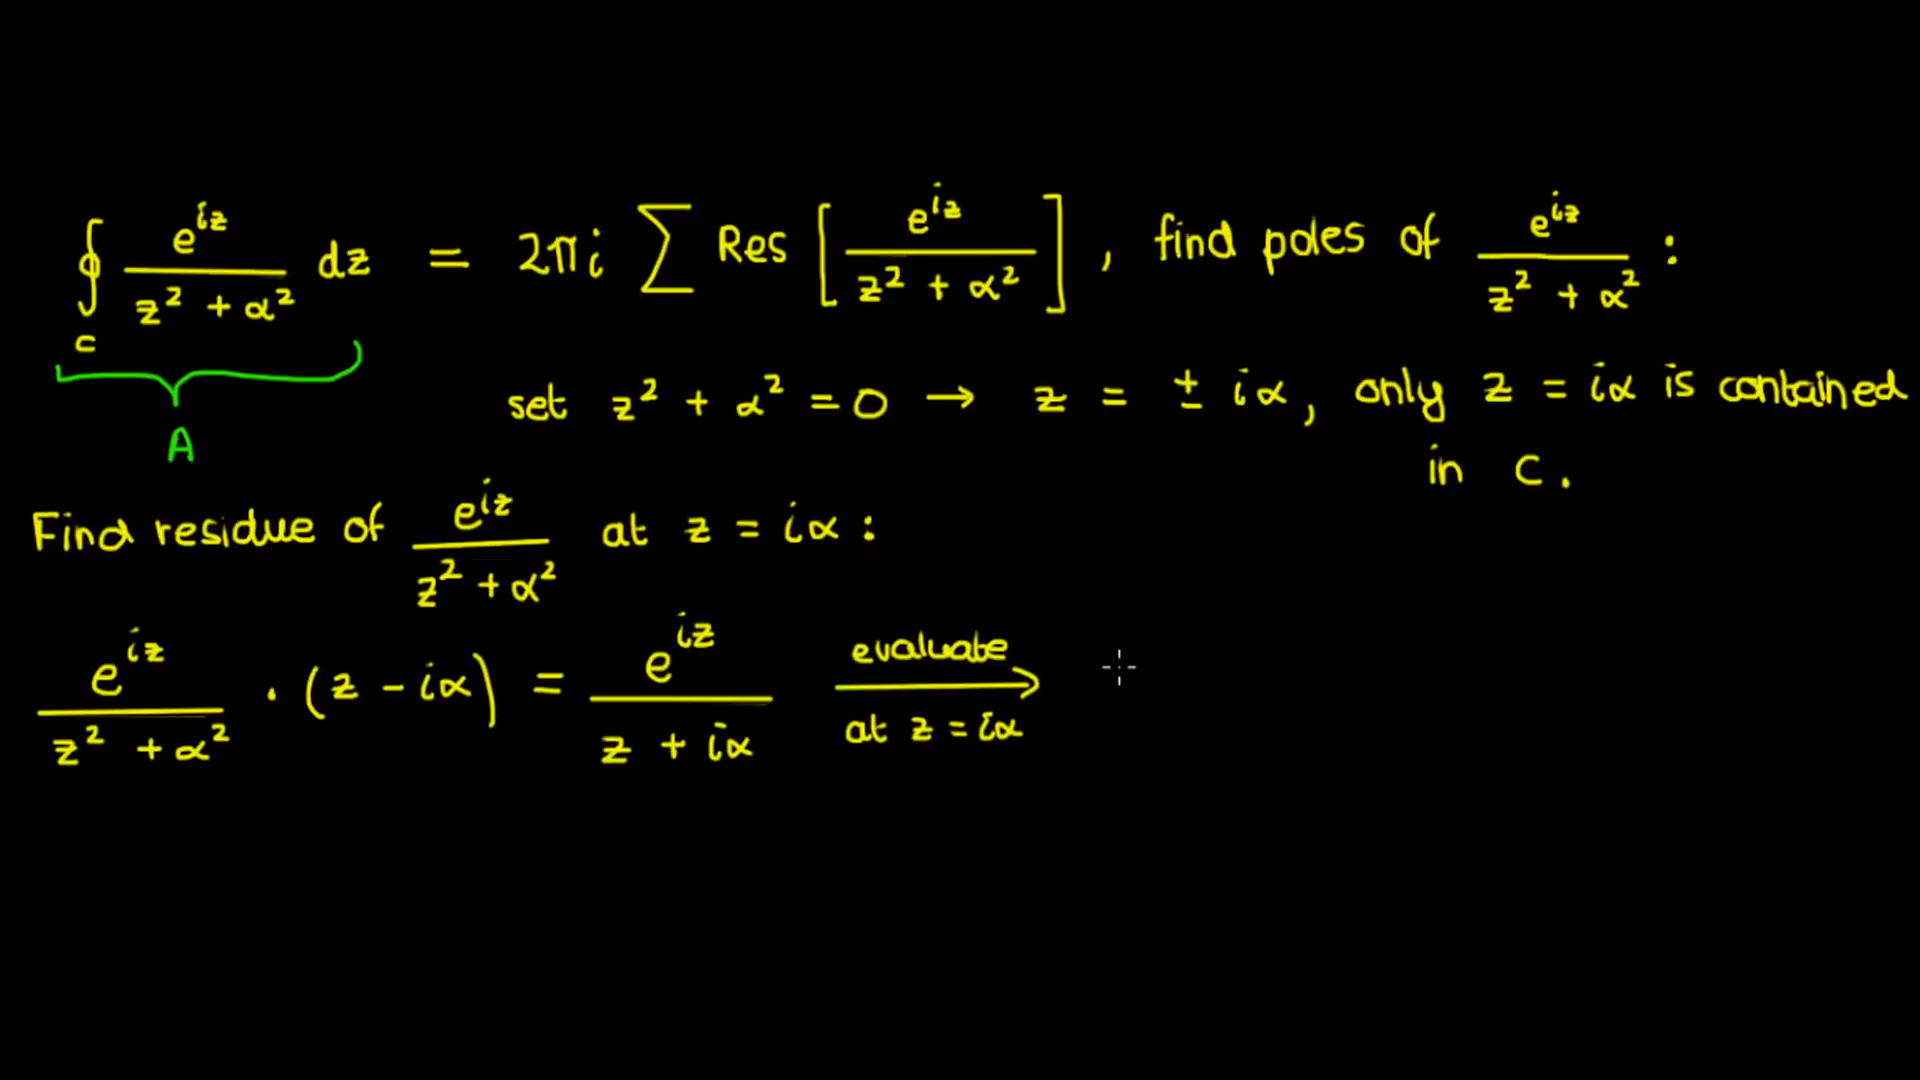 ∮_C e^{iz}/(z² + α²) dz = 2πi ∑ Res [e^{iz}/(z² + α²)], find poles of e^{iz}/(z² + α²) :
A
set z² + α² = 0 → z = ± iα, only z = iα is contained
in C.
Find residue of e^{iz}/(z² + α²) at z = iα :
e^{iz}/(z² + α²) · (z - iα) = e^{iz}/(z + iα) evaluate at z = iα →